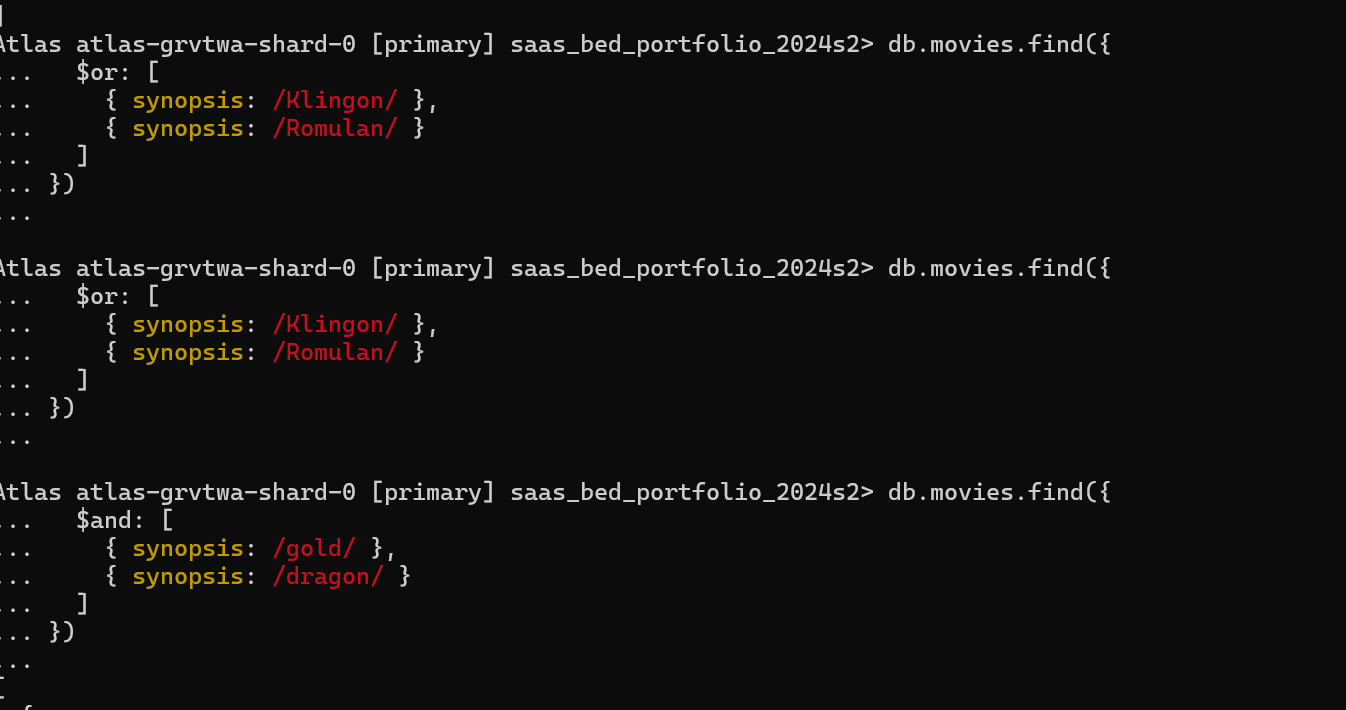 ]
Atlas atlas-grvtwa-shard-0 [primary] saas_bed_portfolio_2024s2> db.movies.find({
...   $or: [
...     { synopsis: /Klingon/ },
...     { synopsis: /Romulan/ }
...   ]
... })
...
Atlas atlas-grvtwa-shard-0 [primary] saas_bed_portfolio_2024s2> db.movies.find({
...   $or: [
...     { synopsis: /Klingon/ },
...     { synopsis: /Romulan/ }
...   ]
... })
...
Atlas atlas-grvtwa-shard-0 [primary] saas_bed_portfolio_2024s2> db.movies.find({
...   $and: [
...     { synopsis: /gold/ },
...     { synopsis: /dragon/ }
...   ]
... })
...
[